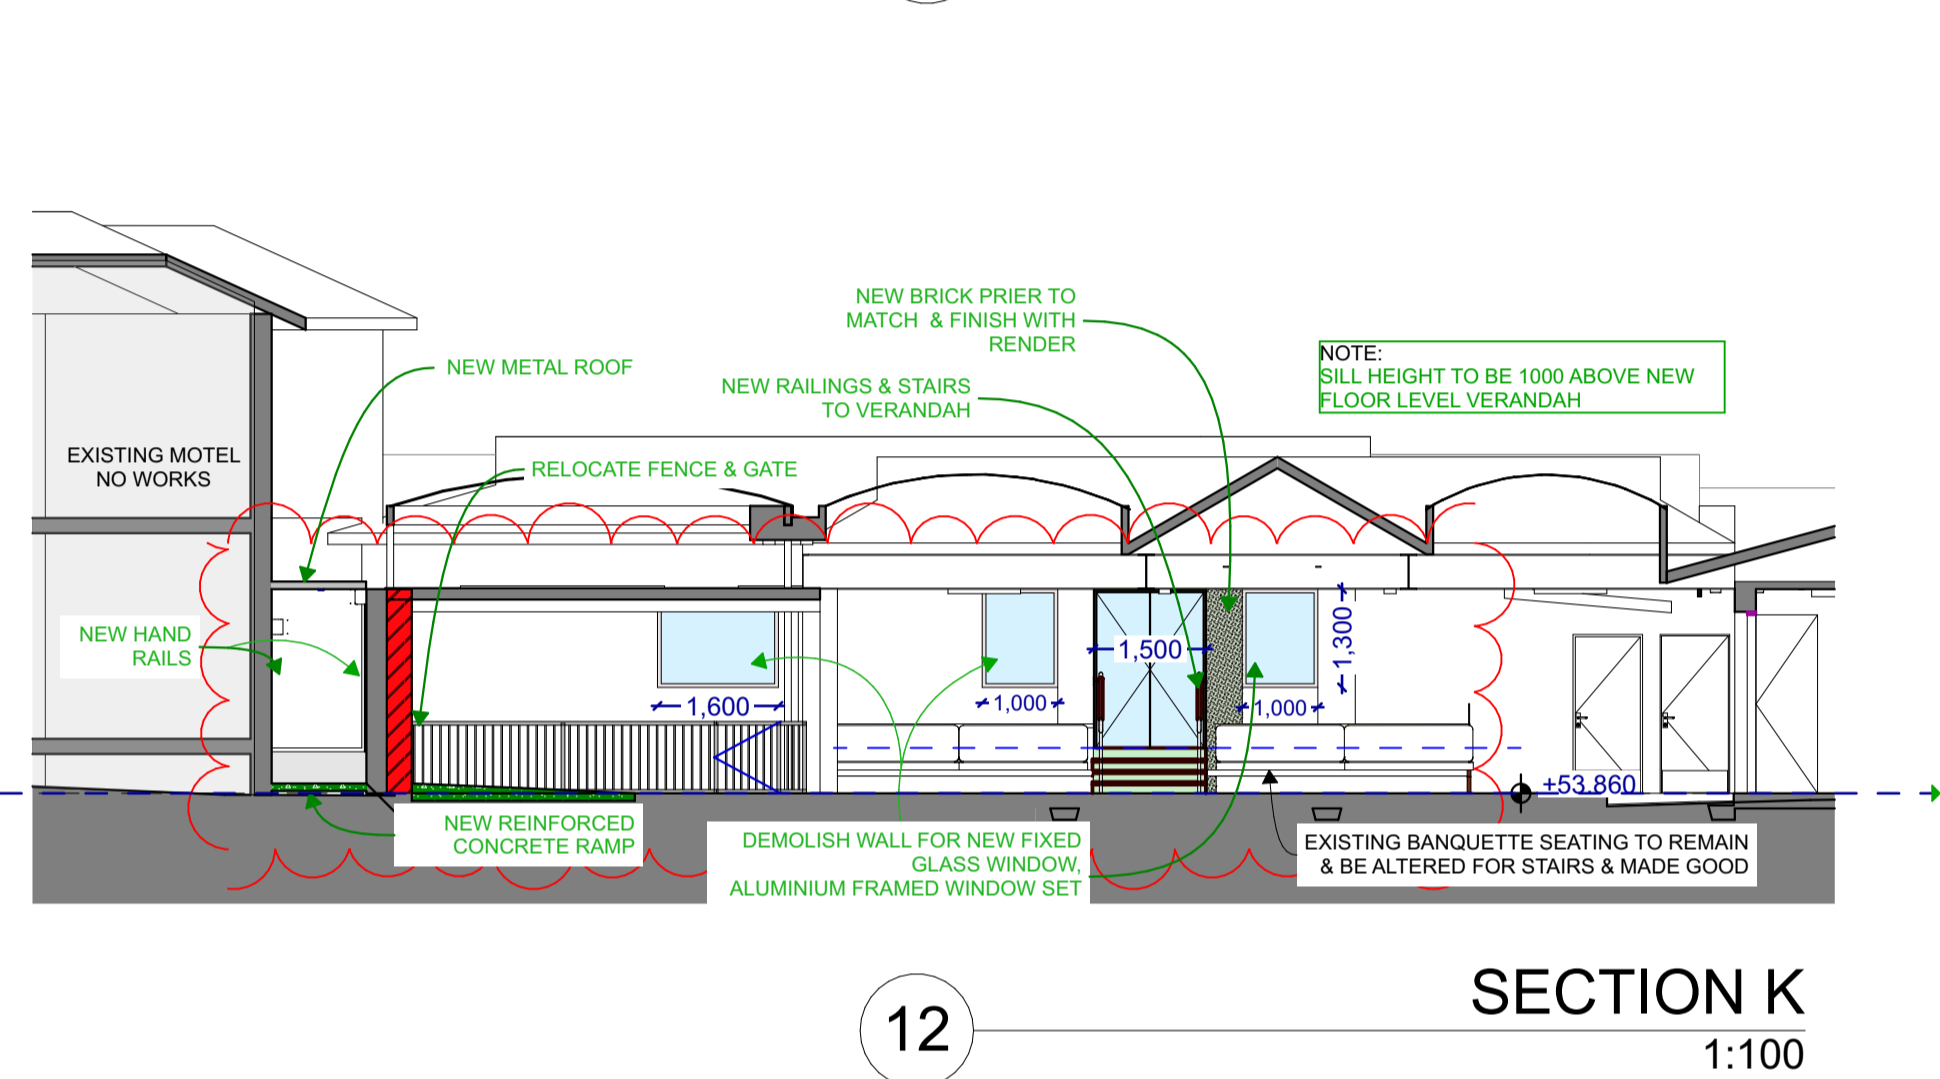 NEW BRICK PRIER TO
MATCH & FINISH WITH
RENDER
NOTE:
SILL HEIGHT TO BE 1000 ABOVE NEW
FLOOR LEVEL VERANDAH
NEW METAL ROOF
NEW RAILINGS & STAIRS
TO VERANDAH
EXISTING MOTEL
NO WORKS
RELOCATE FENCE & GATE
NEW HAND
RAILS
1,500
1,300
1,600
1,000
1,000
+53.860
NEW REINFORCED
CONCRETE RAMP
DEMOLISH WALL FOR NEW FIXED
GLASS WINDOW,
ALUMINIUM FRAMED WINDOW SET
EXISTING BANQUETTE SEATING TO REMAIN
& BE ALTERED FOR STAIRS & MADE GOOD
12
SECTION K
1:100